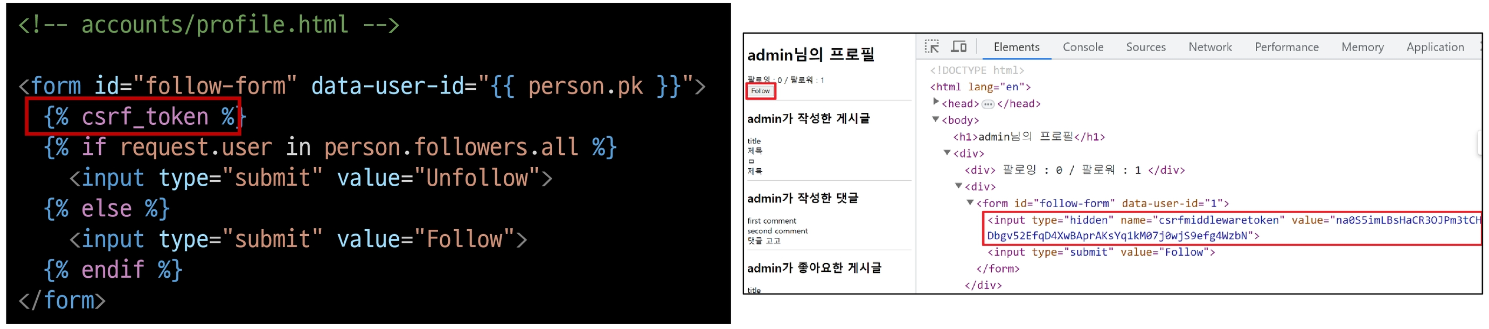 <!-- accounts/profile.html -->
<form id="follow-form" data-user-id="{{ person.pk }}">
{% csrf_token %}
{% if request.user in person.followers.all %}
<input type="submit" value="Unfollow">
{% else %}
<input type="submit" value="Follow">
{% endif %}
</form>
admin님의 프로필
팔로잉 : 0 / 팔로워 : 1
Follow
admin가 작성한 게시글
title
제목
ㅁ
제목
admin가 작성한 댓글
first comment
second comment
댓글 고고
admin가 좋아요한 게시글
title
Elements Console Sources Network Performance Memory Application
<!DOCTYPE html>
<html lang="en">
<head>…</head>
<body>
<h1>admin님의 프로필</h1>
<div>
<div> 팔로잉 : 0 / 팔로워 : 1 </div>
<div>
<form id="follow-form" data-user-id="1">
<input type="hidden" name="csrfmiddlewaretoken" value="na0S5imLBsHaCR3OJPm3tCH
Dbgv52EfqD4XwBAprAKsYq1kM07j0wjS9efg4WzbN">
<input type="submit" value="Follow">
</form>
</div>